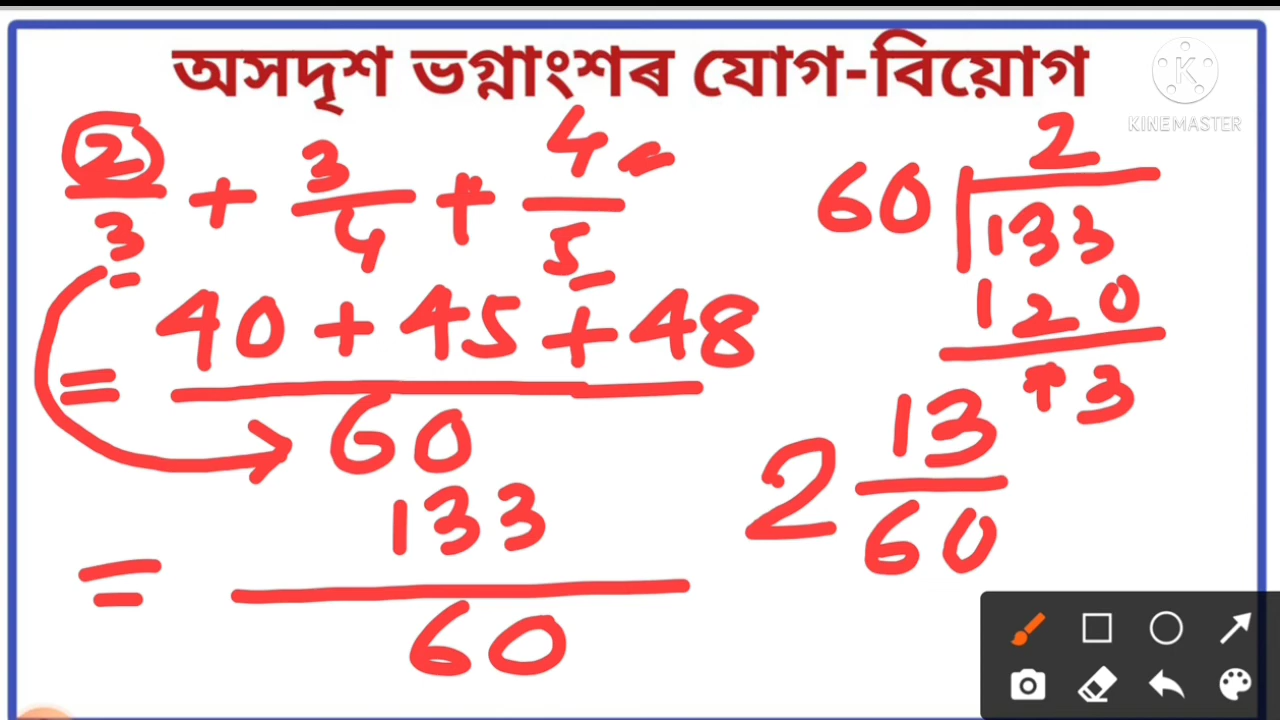 অসদৃশ ভগ্নাংশৰ যোগ-বিয়োগ
K
KINEMASTER
2/3 + 3/4 + 4/5
= 40 + 45 + 48 / 60
= 133 / 60
2
60 133
120
13
2 13/60